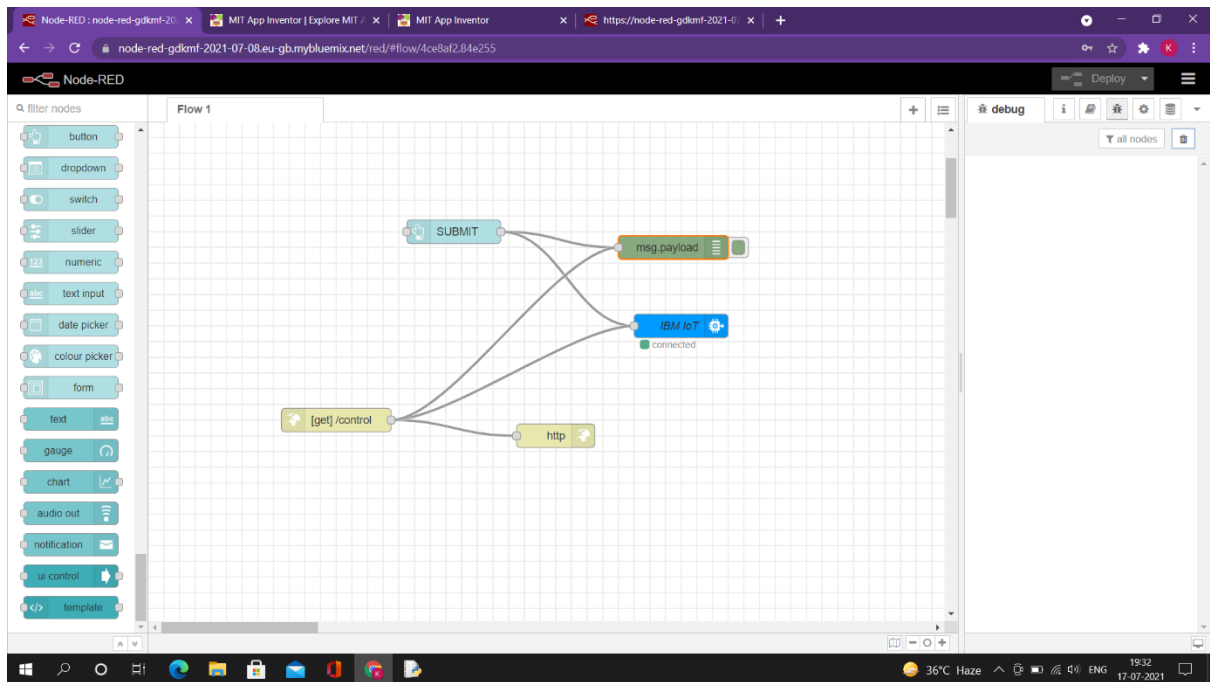 Node-RED : node-red-gdkmf-20
MIT App Inventor | Explore MIT A
MIT App Inventor
https://node-red-gdkmf-2021-07
node-red-gdkmf-2021-07-08.eu-gb.mybluemix.net/red/#flow/4ce8af2.84e255
K
Node-RED
Deploy
filter nodes
Flow 1
debug
i
all nodes
button
dropdown
switch
slider
123 numeric
abc text input
date picker
colour picker
form
text abc
gauge
chart
audio out
notification
ui control
</> template
SUBMIT
msg.payload
IBM IoT
connected
[get] /control
http
36°C Haze
ENG
19:32
17-07-2021